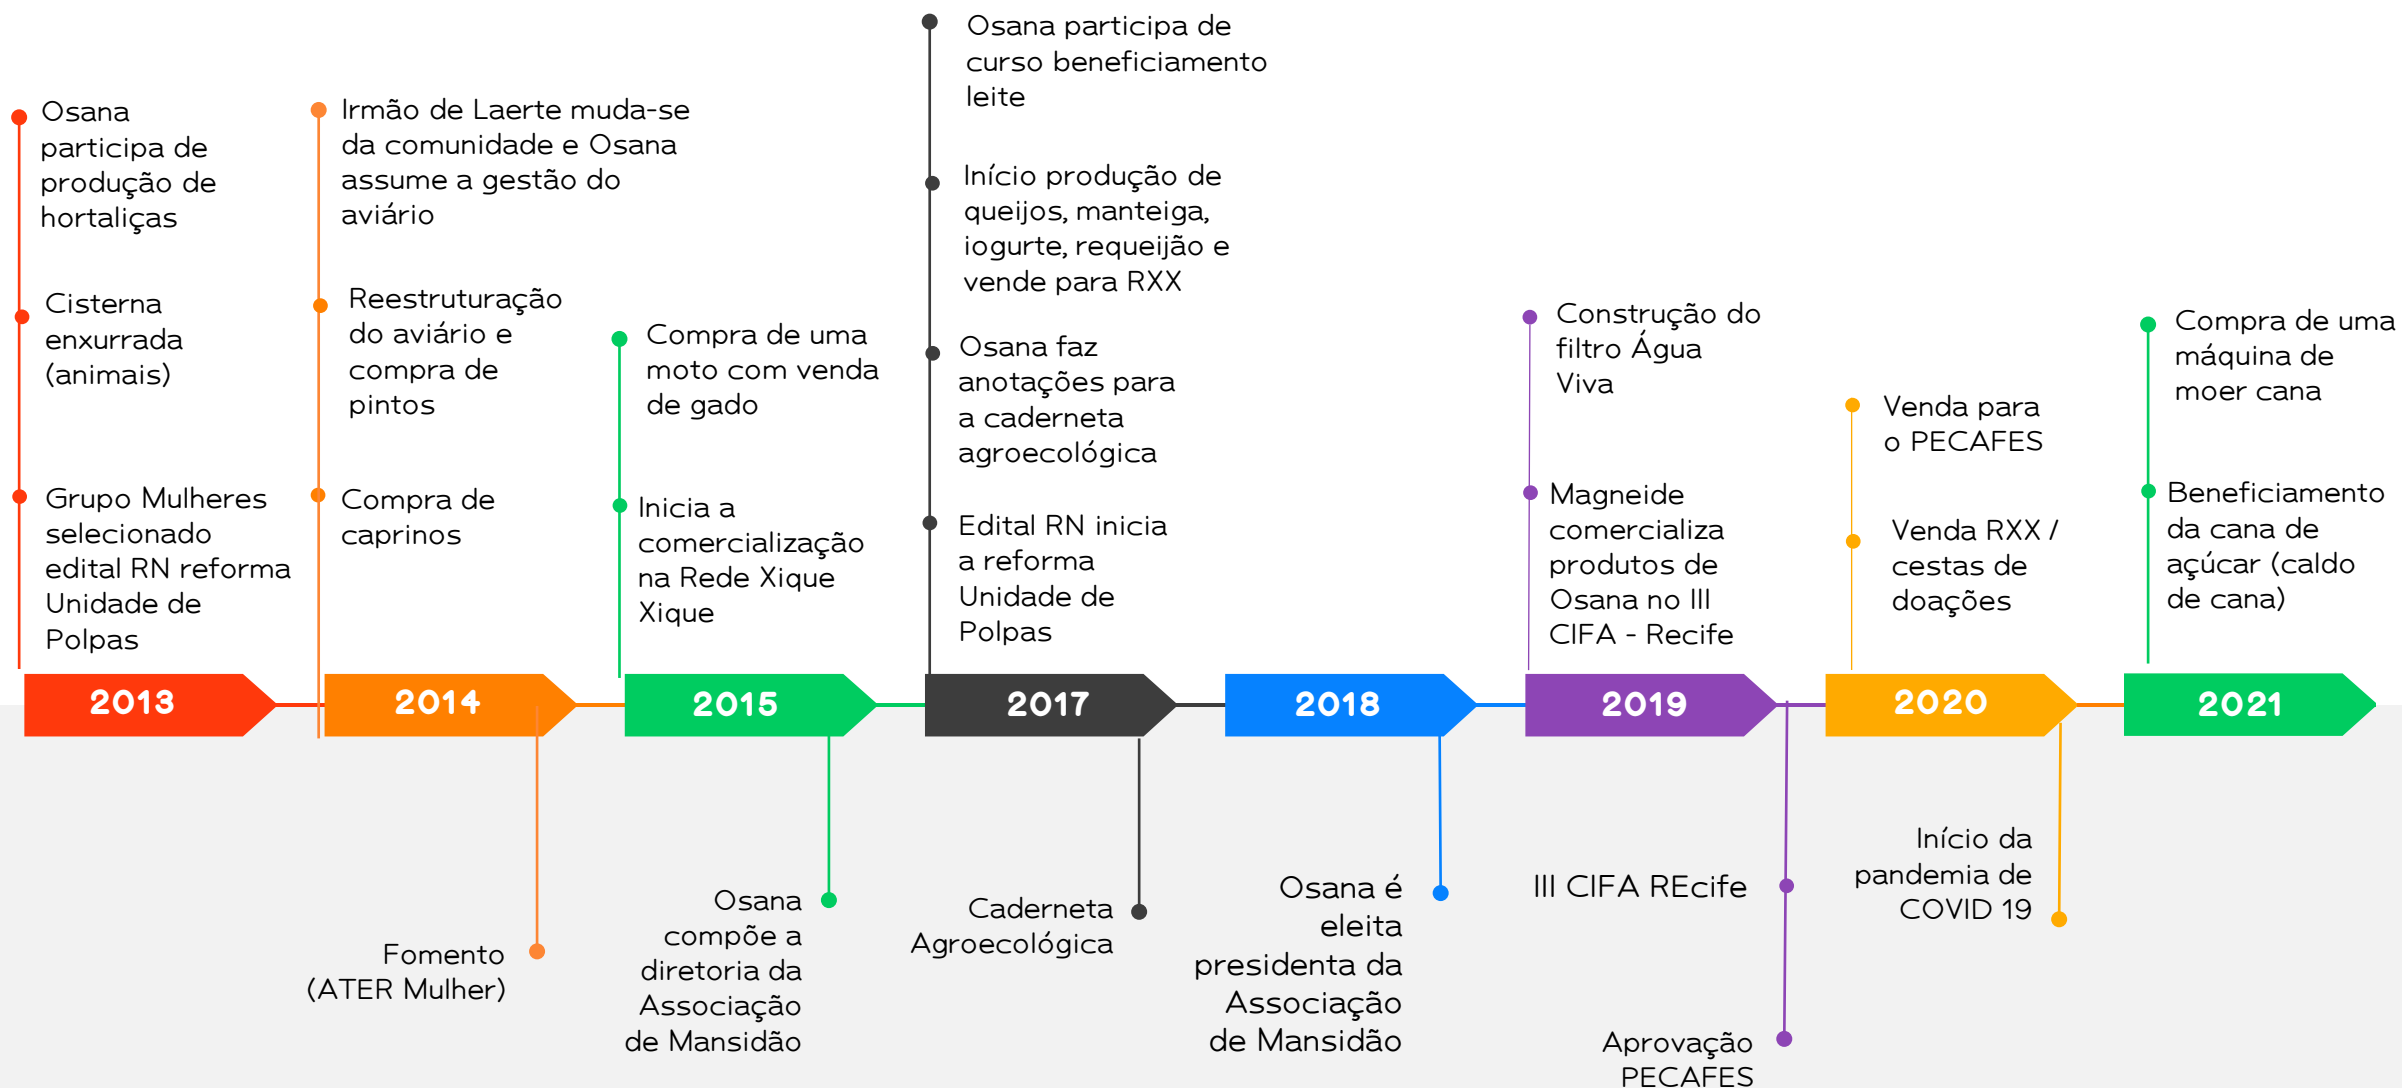 Osana
participa de
produção de
hortaliças
Cisterna
enxurrada
(animais)
Grupo Mulheres
selecionado
edital RN reforma
Unidade de
Polpas
Irmão de Laerte muda-se
da comunidade e Osana
assume a gestão do
aviário
Reestruturação
do aviário e
compra de
pintos
Compra de
caprinos
Compra de uma
moto com venda
de gado
Inicia a
comercialização
na Rede Xique
Xique
Osana participa de
curso beneficiamento
leite
Início produção de
queijos, manteiga,
iogurte, requeijão e
vende para RXX
Osana faz
anotações para
a caderneta
agroecológica
Edital RN inicia
a reforma
Unidade de
Polpas
Construção do
filtro Água
Viva
Magneide
comercializa
produtos de
Osana no III
CIFA - Recife
Venda para
o PECAFES
Venda RXX /
cestas de
doações
Compra de uma
máquina de
moer cana
Beneficiamento
da cana de
açúcar (caldo
de cana)
2013
2014
2015
2017
2018
2019
2020
2021
Fomento
(ATER Mulher)
Osana
compõe a
diretoria da
Associação
de Mansidão
Caderneta
Agroecológica
Osana é
eleita
presidenta da
Associação
de Mansidão
III CIFA REcife
Aprovação
PECAFES
Início da
pandemia de
COVID 19